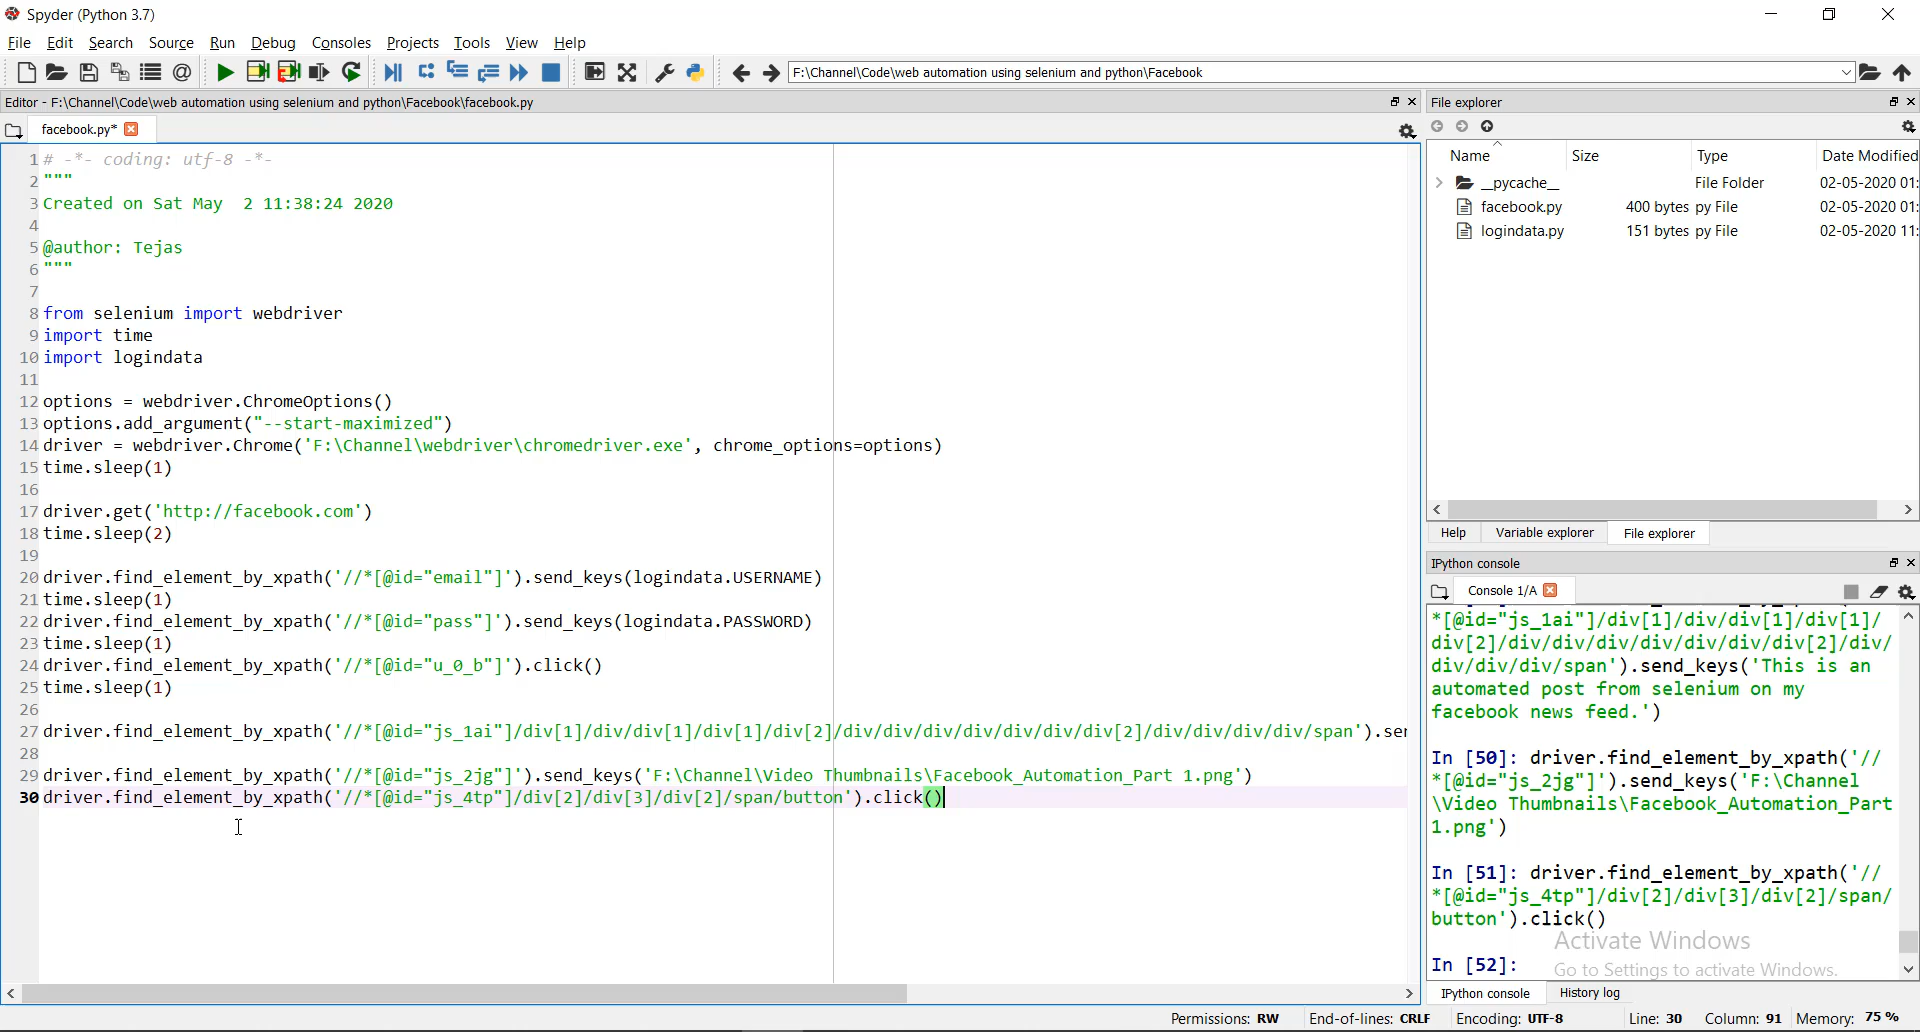 Spyder (Python 3.7)
File Edit Search Source Run Debug Consoles Projects Tools View Help
F:\Channel\Code\web automation using selenium and python\Facebook
Editor - F:\Channel\Code\web automation using selenium and python\Facebook\facebook.py
facebook.py*
1 # -*- coding: utf-8 -*-
2 """
3 Created on Sat May  2 11:38:24 2020
4
5 @author: Tejas
6 """
7
8 from selenium import webdriver
9 import time
10 import logindata
11
12 options = webdriver.ChromeOptions()
13 options.add_argument("--start-maximized")
14 driver = webdriver.Chrome('F:\Channel\webdriver\chromedriver.exe', chrome_options=options)
15 time.sleep(1)
16
17 driver.get('http://facebook.com')
18 time.sleep(2)
19
20 driver.find_element_by_xpath('//*[@id="email"]').send_keys(logindata.USERNAME)
21 time.sleep(1)
22 driver.find_element_by_xpath('//*[@id="pass"]').send_keys(logindata.PASSWORD)
23 time.sleep(1)
24 driver.find_element_by_xpath('//*[@id="u_0_b"]').click()
25 time.sleep(1)
26
27 driver.find_element_by_xpath('//*[@id="js_1ai"]/div[1]/div/div[1]/div[1]/div[2]/div/div/div/div/div/div/div[2]/div/div/div/div/span').ser
28
29 driver.find_element_by_xpath('//*[@id="js_2jg"]').send_keys('F:\Channel\Video Thumbnails\Facebook_Automation_Part 1.png')
30 driver.find_element_by_xpath('//*[@id="js_4tp"]/div[2]/div[3]/div[2]/span/button').click()
File explorer
Name Size Type Date Modified
__pycache__ File Folder 02-05-2020 01:
facebook.py 400 bytes py File 02-05-2020 01:
logindata.py 151 bytes py File 02-05-2020 11:
Help Variable explorer File explorer
IPython console
Console 1/A
*[@id="js_1ai"]/div[1]/div/div[1]/div[1]/
div[2]/div/div/div/div/div/div/div[2]/div/
div/div/div/span').send_keys('This is an
automated post from selenium on my
facebook news feed.')
In [50]: driver.find_element_by_xpath('//
*[@id="js_2jg"]').send_keys('F:\Channel
\Video Thumbnails\Facebook_Automation_Part
1.png')
In [51]: driver.find_element_by_xpath('//
*[@id="js_4tp"]/div[2]/div[3]/div[2]/span/
button').click()
Activate Windows
In [52]:
Go to Settings to activate Windows.
IPython console History log
Permissions: RW End-of-lines: CRLF Encoding: UTF-8 Line: 30 Column: 91 Memory: 75 %